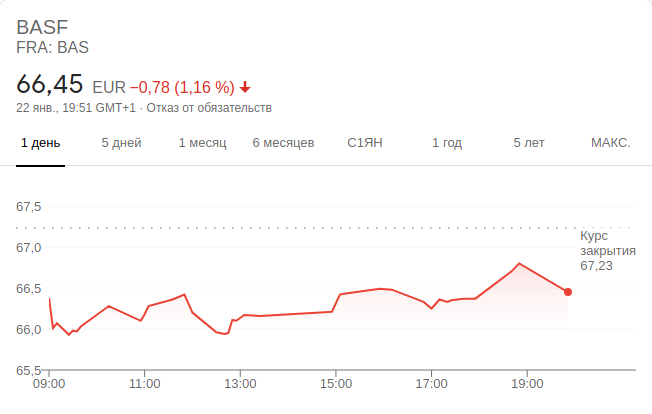 BASF
FRA: BAS
66,45 EUR −0,78 (1,16 %)
22 янв., 19:51 GMT+1 · Отказ от обязательств
1 день 5 дней 1 месяц 6 месяцев С1ЯН 1 год 5 лет МАКС.
67,5
Курс
закрытия
67,23
67,0
66,5
66,0
65,5
09:00 11:00 13:00 15:00 17:00 19:00